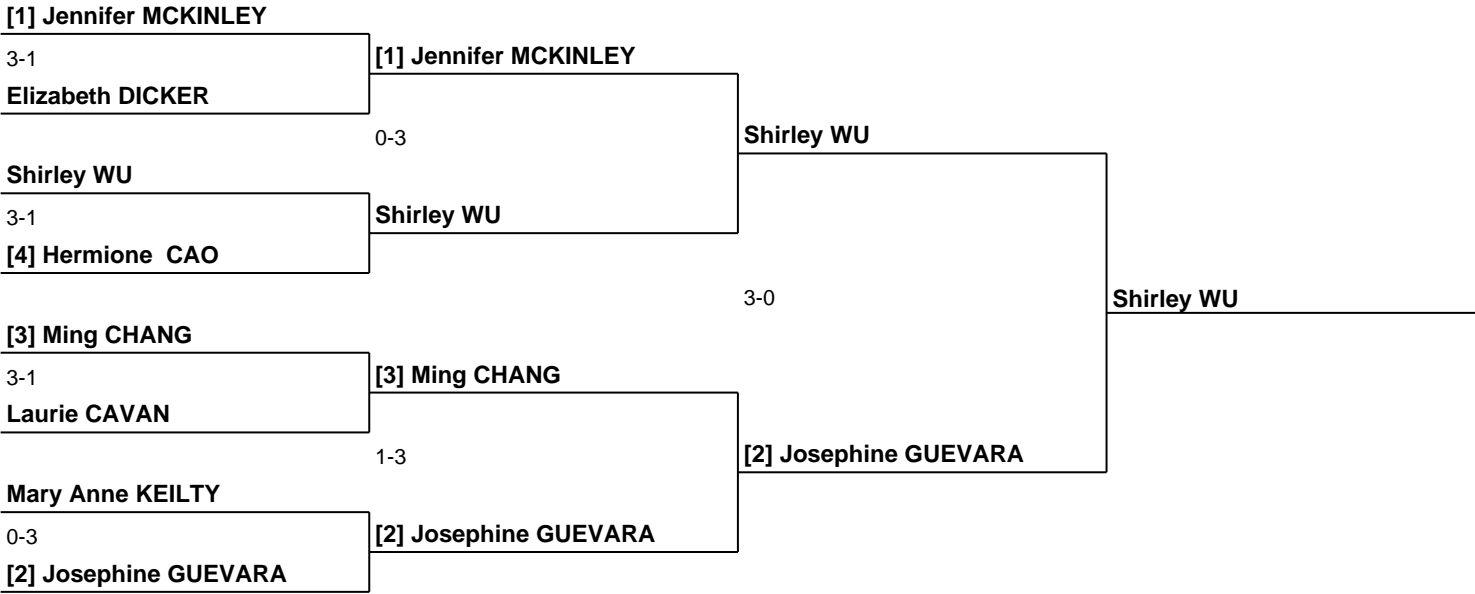 [1] Jennifer MCKINLEY
3-1
[1] Jennifer MCKINLEY
Elizabeth DICKER
0-3
Shirley WU
Shirley WU
3-1
Shirley WU
[4] Hermione  CAO
3-0
Shirley WU
[3] Ming CHANG
3-1
[3] Ming CHANG
Laurie CAVAN
1-3
[2] Josephine GUEVARA
Mary Anne KEILTY
0-3
[2] Josephine GUEVARA
[2] Josephine GUEVARA